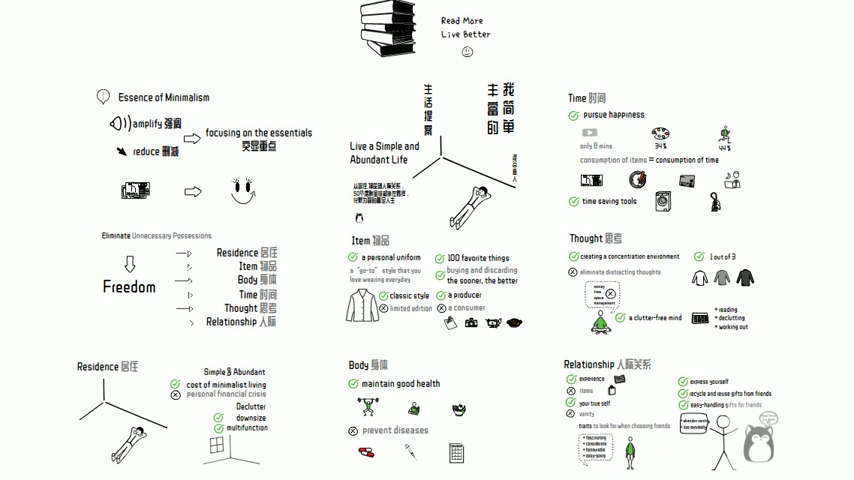 Read More
Live Better
Essence of Minimalism
amplify 强调
reduce 删减
focusing on the essentials
突显重点
Eliminate Unnecessary Possessions
Freedom
Residence 居住
Item 物品
Body 身体
Time 时间
Thought 思考
Relationship 人际
Residence 居住
Simple & Abundant
cost of minimalist living
personal financial crisis
Declutter
downsize
multifunction
我简单
丰富的
生活提案
Live a Simple and
Abundant Life
Item 物品
a personal uniform
a "go-to" style that you
love wearing everyday
classic style
limited edition
100 favorite things
buying and discarding
the sooner, the better
a producer
a consumer
Body 身体
maintain good health
prevent diseases
Time 时间
pursue happiness
only 8 mins
34%
44%
consumption of items = consumption of time
time saving tools
Thought 思考
creating a concentration environment
eliminate distracting thoughts
money
time
space
management
a clutter-free mind
1 out of 3
• reading
• declutting
• working out
Relationship 人际关系
experience
items
your true self
vanity
traits to look for when choosing friends
• fascinating
• considerate
• honourable
• easy-going
express yourself
recycle and reuse gifts from friends
easy-handling gifts for friends